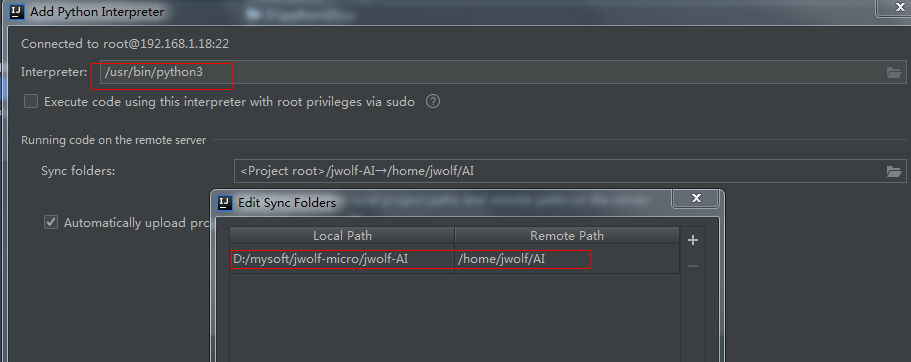 Add Python Interpreter
Connected to root@192.168.1.18:22
Interpreter: /usr/bin/python3
Execute code using this interpreter with root privileges via sudo ?
Running code on the remote server
Sync folders: <Project root>/jwolf-AI→/home/jwolf/AI
Edit Sync Folders
Automatically upload pro
Local Path Remote Path
D:/mysoft/jwolf-micro/jwolf-AI /home/jwolf/AI